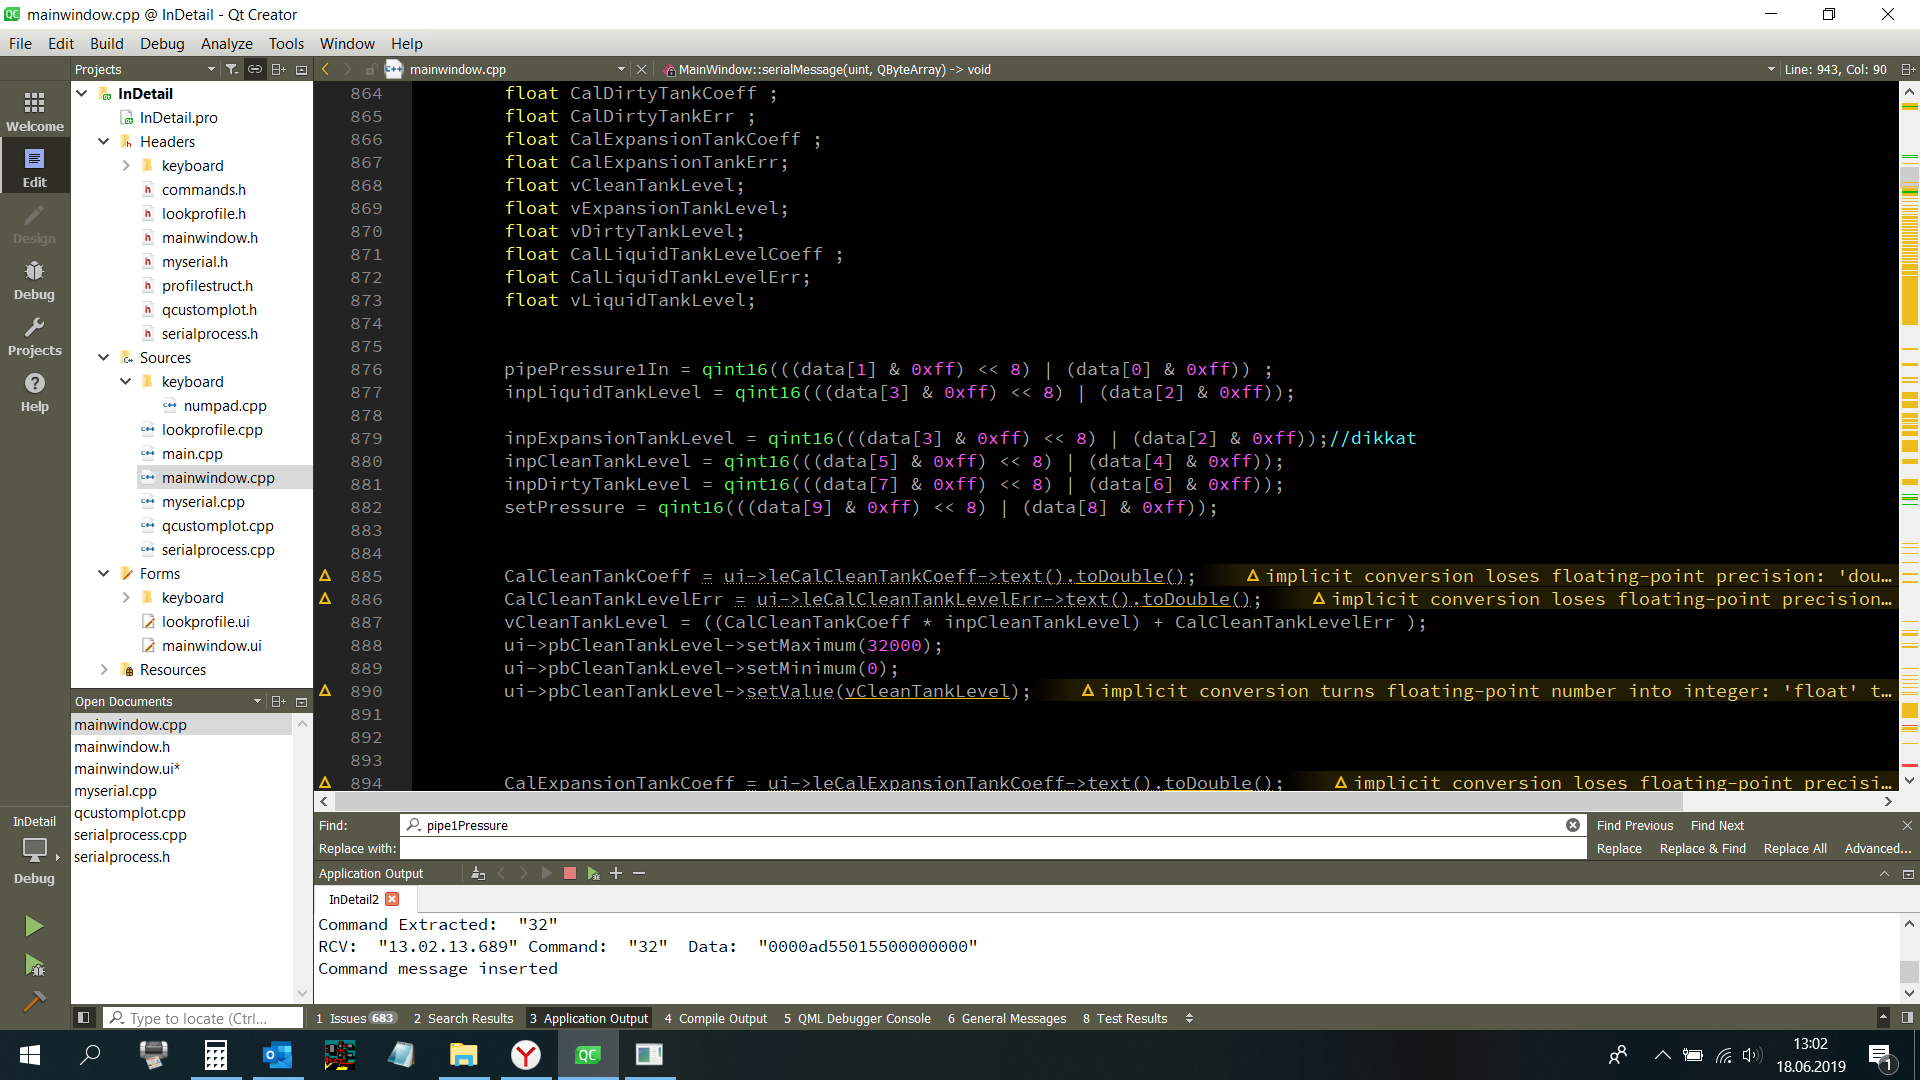 mainwindow.cpp @ InDetail - Qt Creator
File Edit Build Debug Analyze Tools Window Help
Projects
mainwindow.cpp
MainWindow::serialMessage(uint, QByteArray) -> void
Line: 943, Col: 90
Welcome
Edit
Design
Debug
Projects
Help
InDetail
Debug
InDetail
InDetail.pro
Headers
keyboard
commands.h
lookprofile.h
mainwindow.h
myserial.h
profilestruct.h
qcustomplot.h
serialprocess.h
Sources
keyboard
numpad.cpp
lookprofile.cpp
main.cpp
mainwindow.cpp
myserial.cpp
qcustomplot.cpp
serialprocess.cpp
Forms
keyboard
lookprofile.ui
mainwindow.ui
Resources
Open Documents
mainwindow.cpp
mainwindow.h
mainwindow.ui*
myserial.cpp
qcustomplot.cpp
serialprocess.cpp
serialprocess.h
864 float CalDirtyTankCoeff ;
865 float CalDirtyTankErr ;
866 float CalExpansionTankCoeff ;
867 float CalExpansionTankErr;
868 float vCleanTankLevel;
869 float vExpansionTankLevel;
870 float vDirtyTankLevel;
871 float CalLiquidTankLevelCoeff ;
872 float CalLiquidTankLevelErr;
873 float vLiquidTankLevel;
874
875
876 pipePressure1In = qint16(((data[1] & 0xff) << 8) | (data[0] & 0xff)) ;
877 inpLiquidTankLevel = qint16(((data[3] & 0xff) << 8) | (data[2] & 0xff));
878
879 inpExpansionTankLevel = qint16(((data[3] & 0xff) << 8) | (data[2] & 0xff));//dikkat
880 inpCleanTankLevel = qint16(((data[5] & 0xff) << 8) | (data[4] & 0xff));
881 inpDirtyTankLevel = qint16(((data[7] & 0xff) << 8) | (data[6] & 0xff));
882 setPressure = qint16(((data[9] & 0xff) << 8) | (data[8] & 0xff));
883
884
885 CalCleanTankCoeff = ui->leCalCleanTankCoeff->text().toDouble(); implicit conversion loses floating-point precision: 'dou...
886 CalCleanTankLevelErr = ui->leCalCleanTankLevelErr->text().toDouble(); implicit conversion loses floating-point precision...
887 vCleanTankLevel = ((CalCleanTankCoeff * inpCleanTankLevel) + CalCleanTankLevelErr );
888 ui->pbCleanTankLevel->setMaximum(32000);
889 ui->pbCleanTankLevel->setMinimum(0);
890 ui->pbCleanTankLevel->setValue(vCleanTankLevel); implicit conversion turns floating-point number into integer: 'float' t...
891
892
893
894 CalExpansionTankCoeff = ui->leCalExpansionTankCoeff->text().toDouble(); implicit conversion loses floating-point precisi...
Find: pipe1Pressure Find Previous Find Next
Replace with: Replace Replace & Find Replace All Advanced...
Application Output
InDetail2
Command Extracted: "32"
RCV: "13.02.13.689" Command: "32" Data: "0000ad55015500000000"
Command message inserted
Type to locate (Ctrl... 1 Issues 683 2 Search Results 3 Application Output 4 Compile Output 5 QML Debugger Console 6 General Messages 8 Test Results
13:02
18.06.2019
1